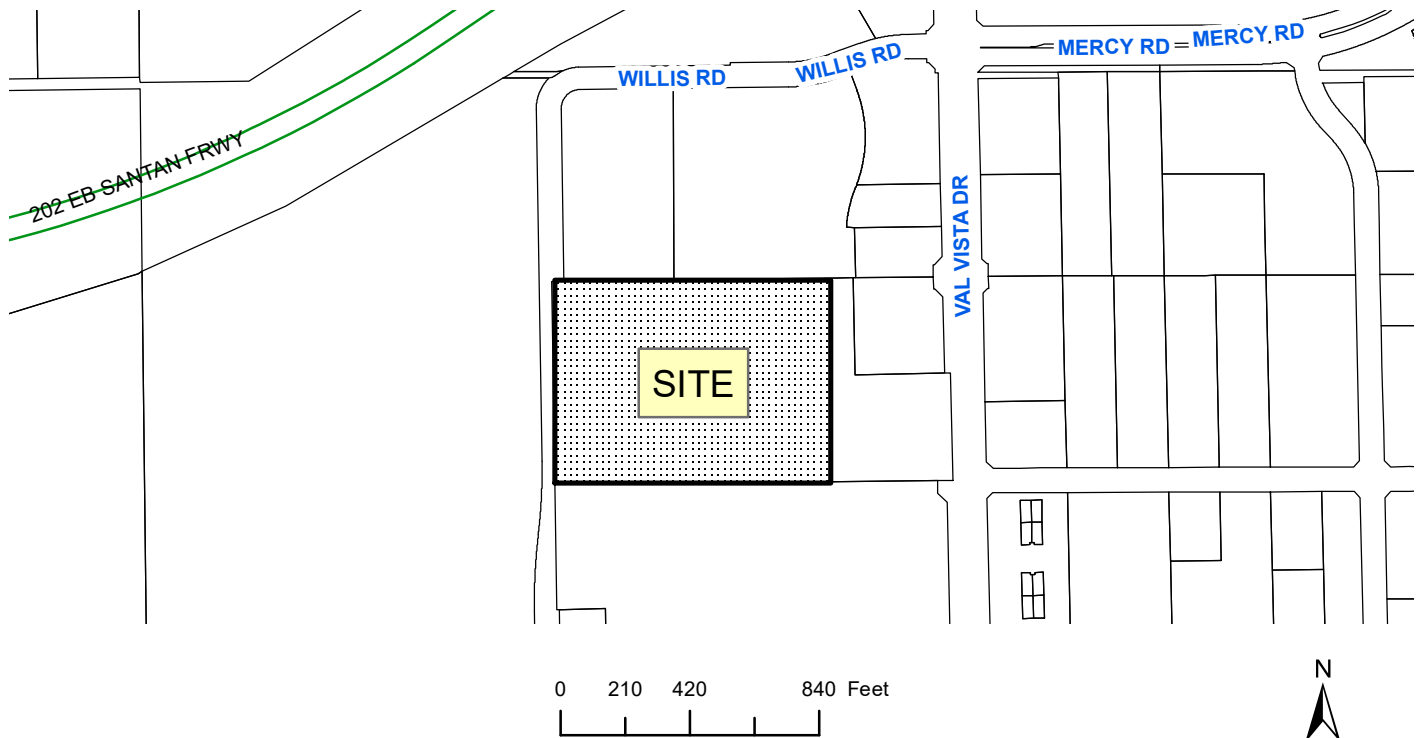 MERCY RD
MERCY RD
WILLIS RD
WILLIS RD
202 EB SANTAN FRWY
VAL VISTA DR
SITE
0 210 420 840 Feet
N